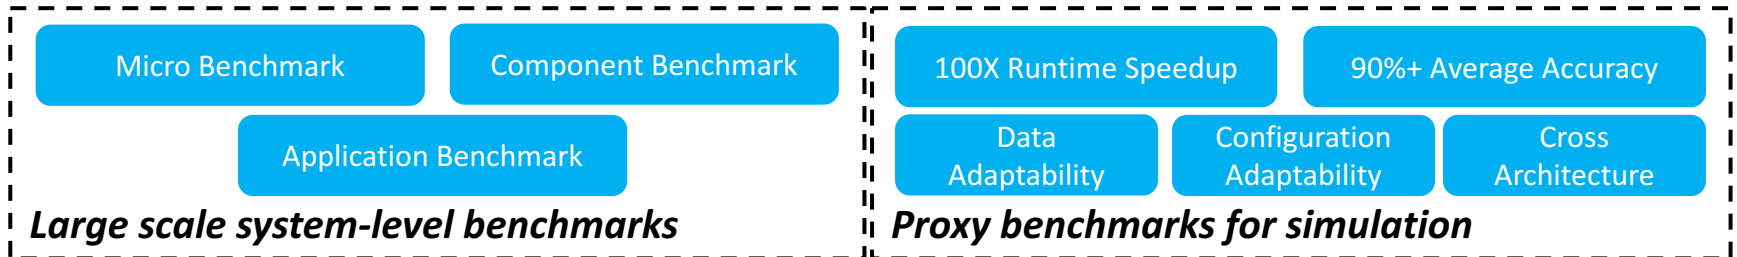 Micro Benchmark
Component Benchmark
Application Benchmark
Large scale system-level benchmarks
100X Runtime Speedup
90%+ Average Accuracy
Data
Adaptability
Configuration
Adaptability
Cross
Architecture
Proxy benchmarks for simulation